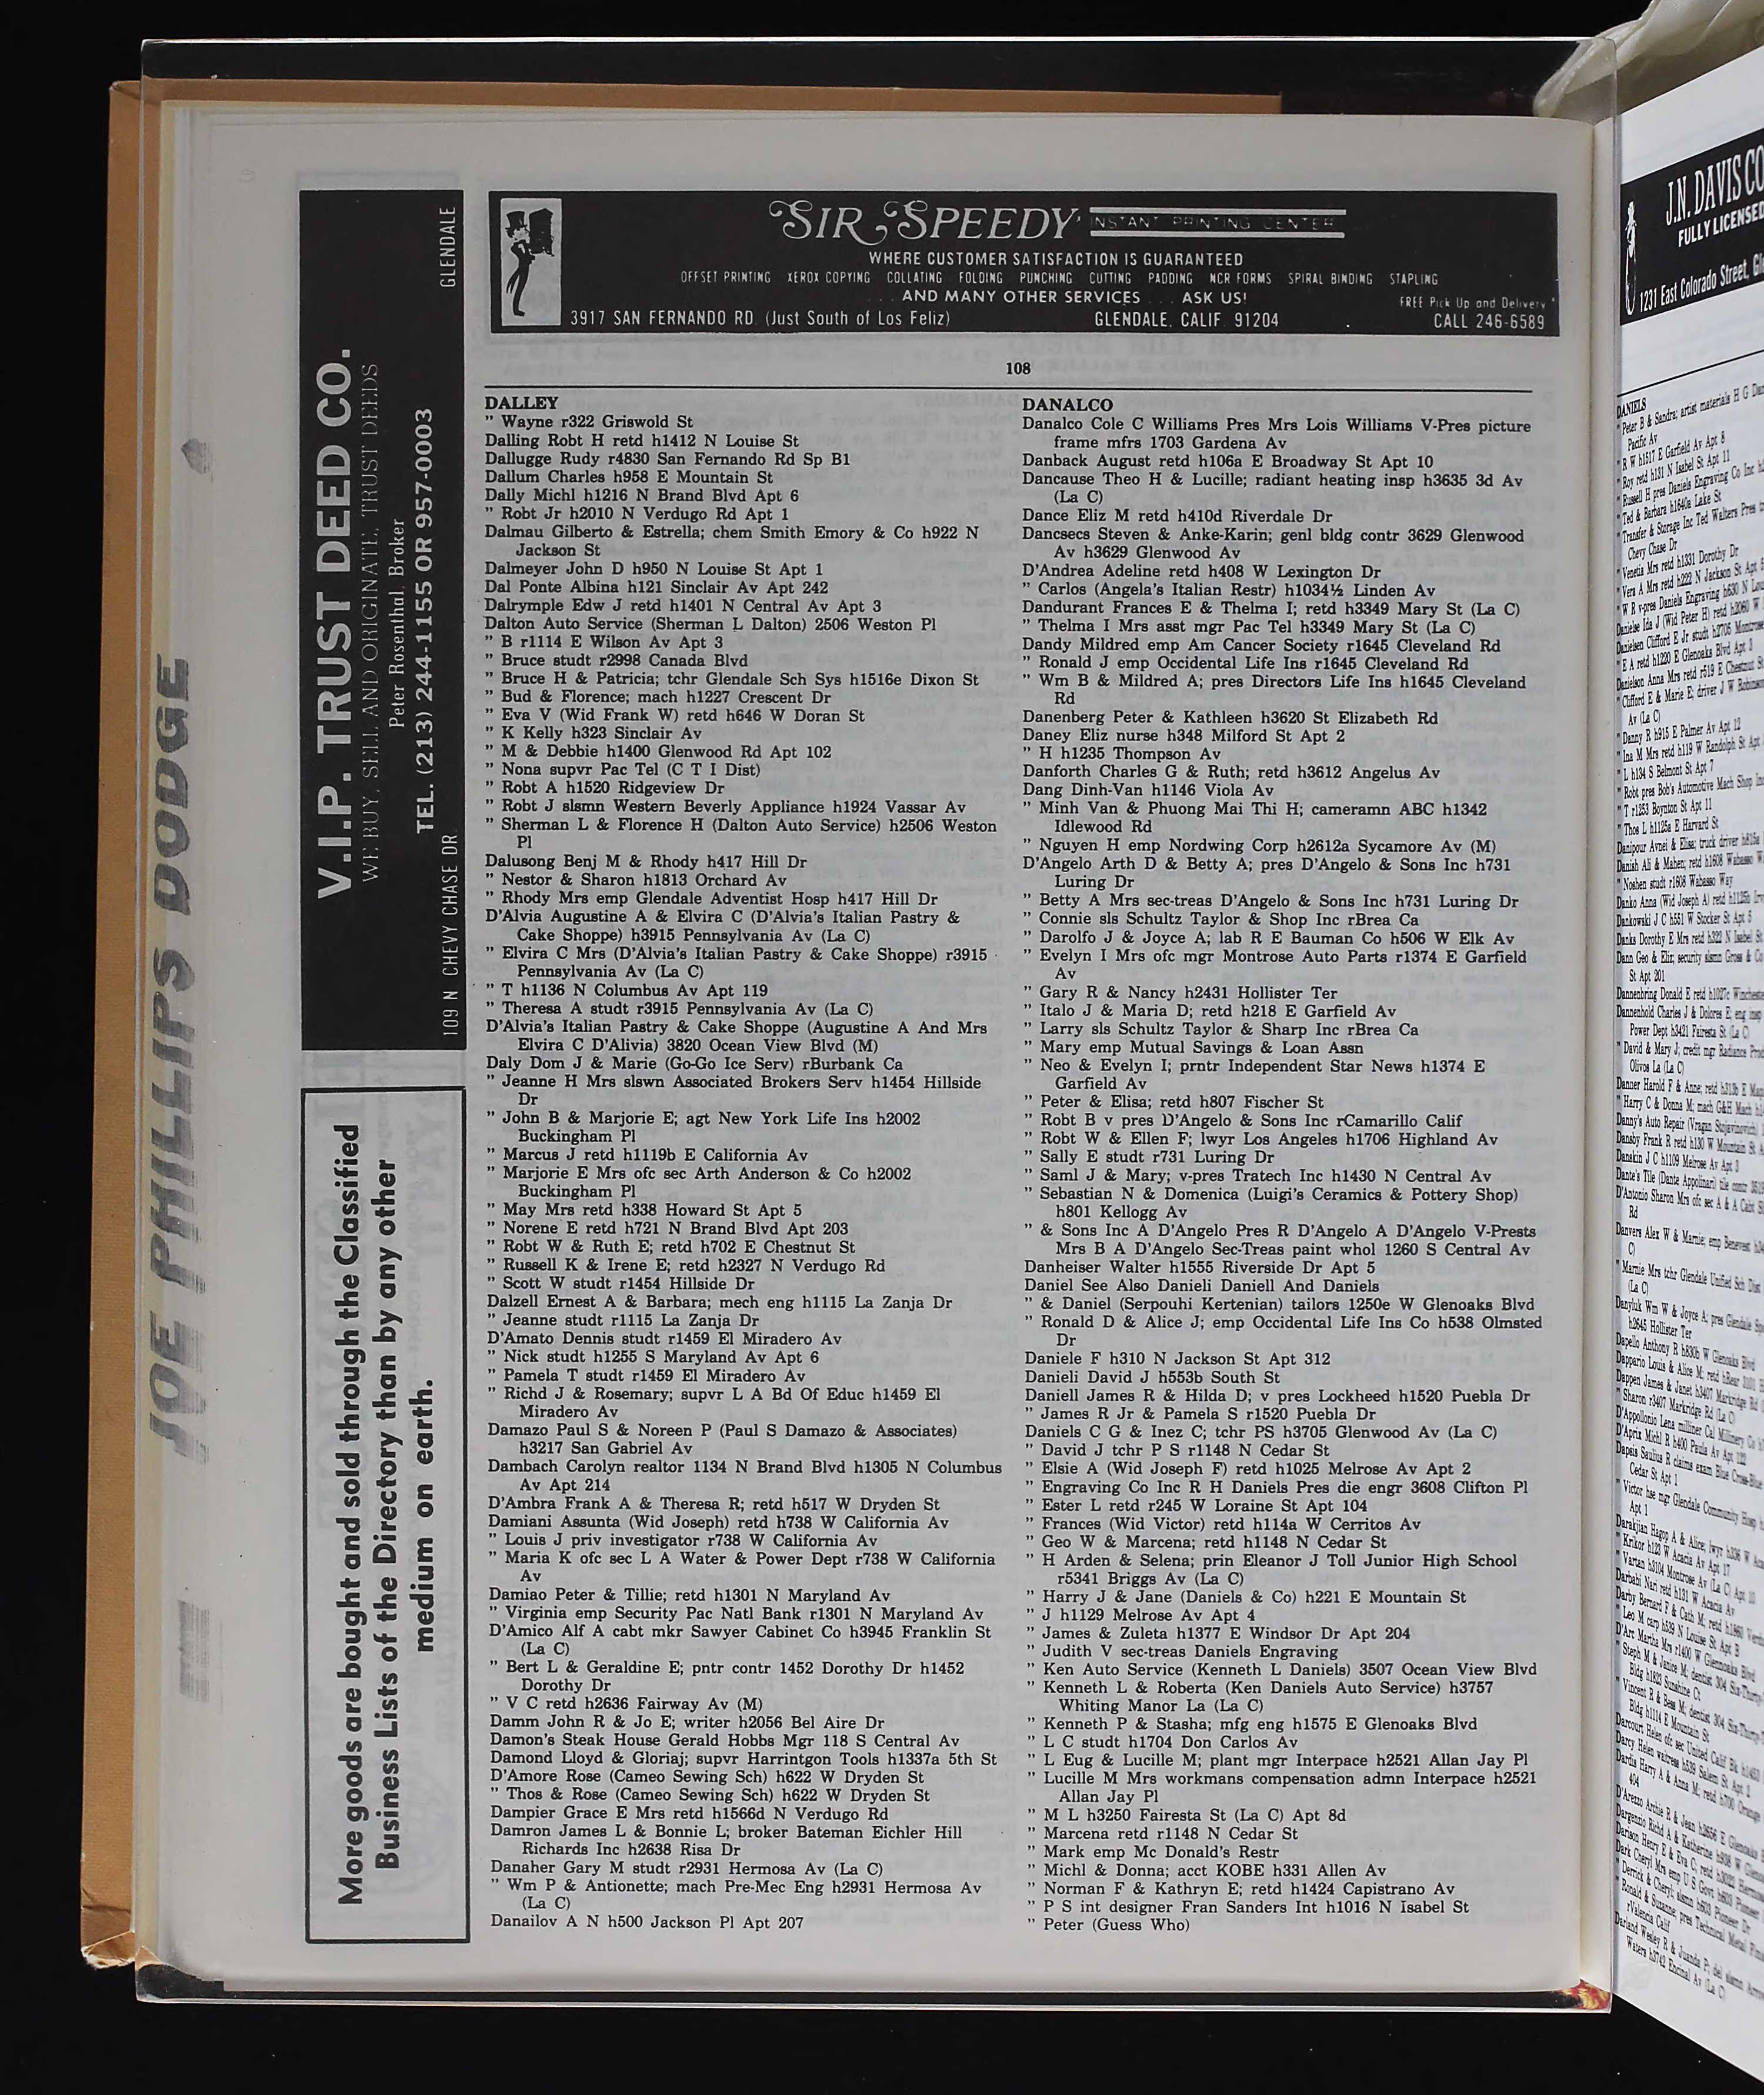 SIR SPEEDY INSTANT PRINTING CENTER
WHERE CUSTOMER SATISFACTION IS GUARANTEED
OFFSET PRINTING XEROX COPYING COLLATING FOLDING PUNCHING CUTTING PADDING NCR FORMS SPIRAL BINDING STAPLING
... AND MANY OTHER SERVICES ... ASK US!
FREE Pick Up and Delivery
3917 SAN FERNANDO RD. (Just South of Los Feliz) GLENDALE, CALIF. 91204 CALL 246-6589
V.I.P. TRUST DEED CO.
WE BUY, SELL AND ORIGINATE, TRUST DEEDS
Peter Rosenthal, Broker
TEL. (213) 244-1155 OR 957-0003
109 N CHEVY CHASE DR GLENDALE
More goods are bought and sold through the Classified
Business Lists of the Directory than by any other
medium on earth.
JOE PHILLIPS DODGE
108
DALLEY
" Wayne r322 Griswold St
Dalling Robt H retd h1412 N Louise St
Dallugge Rudy r4830 San Fernando Rd Sp B1
Dallum Charles h958 E Mountain St
Dally Michl h1216 N Brand Blvd Apt 6
" Robt Jr h2010 N Verdugo Rd Apt 1
Dalmau Gilberto & Estrella; chem Smith Emory & Co h922 N
Jackson St
Dalmeyer John D h950 N Louise St Apt 1
Dal Ponte Albina h121 Sinclair Av Apt 242
Dalrymple Edw J retd h1401 N Central Av Apt 3
Dalton Auto Service (Sherman L Dalton) 2506 Weston Pl
" B r1114 E Wilson Av Apt 3
" Bruce studt r2998 Canada Blvd
" Bruce H & Patricia; tchr Glendale Sch Sys h1516e Dixon St
" Bud & Florence; mach h1227 Crescent Dr
" Eva V (Wid Frank W) retd h646 W Doran St
" K Kelly h323 Sinclair Av
" M & Debbie h1400 Glenwood Rd Apt 102
" Nona supvr Pac Tel (C T I Dist)
" Robt A h1520 Ridgeview Dr
" Robt J slsmn Western Beverly Appliance h1924 Vassar Av
" Sherman L & Florence H (Dalton Auto Service) h2506 Weston
Pl
Dalusong Benj M & Rhody h417 Hill Dr
" Nestor & Sharon h1813 Orchard Av
" Rhody Mrs emp Glendale Adventist Hosp h417 Hill Dr
D'Alvia Augustine A & Elvira C (D'Alvia's Italian Pastry &
Cake Shoppe) h3915 Pennsylvania Av (La C)
" Elvira C Mrs (D'Alvia's Italian Pastry & Cake Shoppe) r3915
Pennsylvania Av (La C)
" T h1136 N Columbus Av Apt 119
" Theresa A studt r3915 Pennsylvania Av (La C)
D'Alvia's Italian Pastry & Cake Shoppe (Augustine A And Mrs
Elvira C D'Alivia) 3820 Ocean View Blvd (M)
Daly Dom J & Marie (Go-Go Ice Serv) rBurbank Ca
" Jeanne H Mrs slswn Associated Brokers Serv h1454 Hillside
Dr
" John B & Marjorie E; agt New York Life Ins h2002
Buckingham Pl
" Marcus J retd h1119b E California Av
" Marjorie E Mrs ofc sec Arth Anderson & Co h2002
Buckingham Pl
" May Mrs retd h338 Howard St Apt 5
" Norene E retd h721 N Brand Blvd Apt 203
" Robt W & Ruth E; retd h702 E Chestnut St
" Russell K & Irene E; retd h2327 N Verdugo Rd
" Scott W studt r1454 Hillside Dr
Dalzell Ernest A & Barbara; mech eng h1115 La Zanja Dr
" Jeanne studt r1115 La Zanja Dr
D'Amato Dennis studt r1459 El Miradero Av
" Nick studt h1255 S Maryland Av Apt 6
" Pamela T studt r1459 El Miradero Av
" Richd J & Rosemary; supvr L A Bd Of Educ h1459 El
Miradero Av
Damazo Paul S & Noreen P (Paul S Damazo & Associates)
h3217 San Gabriel Av
Dambach Carolyn realtor 1134 N Brand Blvd h1305 N Columbus
Av Apt 214
D'Ambra Frank A & Theresa R; retd h517 W Dryden St
Damiani Assunta (Wid Joseph) retd h738 W California Av
" Louis J priv investigator r738 W California Av
" Maria K ofc sec L A Water & Power Dept r738 W California
Av
Damiao Peter & Tillie; retd h1301 N Maryland Av
" Virginia emp Security Pac Natl Bank r1301 N Maryland Av
D'Amico Alf A cabt mkr Sawyer Cabinet Co h3945 Franklin St
(La C)
" Bert L & Geraldine E; pntr contr 1452 Dorothy Dr h1452
Dorothy Dr
" V C retd h2636 Fairway Av (M)
Damm John R & Jo E; writer h2056 Bel Aire Dr
Damon's Steak House Gerald Hobbs Mgr 118 S Central Av
Damond Lloyd & Gloriaj; supvr Harrintgon Tools h1337a 5th St
D'Amore Rose (Cameo Sewing Sch) h622 W Dryden St
" Thos & Rose (Cameo Sewing Sch) h622 W Dryden St
Dampier Grace E Mrs retd h1566d N Verdugo Rd
Damron James L & Bonnie L; broker Bateman Eichler Hill
Richards Inc h2638 Risa Dr
Danaher Gary M studt r2931 Hermosa Av (La C)
" Wm P & Antionette; mach Pre-Mec Eng h2931 Hermosa Av
(La C)
Danailov A N h500 Jackson Pl Apt 207
DANALCO
Danalco Cole C Williams Pres Mrs Lois Williams V-Pres picture
frame mfrs 1703 Gardena Av
Danback August retd h106a E Broadway St Apt 10
Dancause Theo H & Lucille; radiant heating insp h3635 3d Av
(La C)
Dance Eliz M retd h410d Riverdale Dr
Dancsecs Steven & Anke-Karin; genl bldg contr 3629 Glenwood
Av h3629 Glenwood Av
D'Andrea Adeline retd h408 W Lexington Dr
" Carlos (Angela's Italian Restr) h1034½ Linden Av
Dandurant Frances E & Thelma I; retd h3349 Mary St (La C)
" Thelma I Mrs asst mgr Pac Tel h3349 Mary St (La C)
Dandy Mildred emp Am Cancer Society r1645 Cleveland Rd
" Ronald J emp Occidental Life Ins r1645 Cleveland Rd
" Wm B & Mildred A; pres Directors Life Ins h1645 Cleveland
Rd
Danenberg Peter & Kathleen h3620 St Elizabeth Rd
Daney Eliz nurse h348 Milford St Apt 2
" H h1235 Thompson Av
Danforth Charles G & Ruth; retd h3612 Angelus Av
Dang Dinh-Van h1146 Viola Av
" Minh Van & Phuong Mai Thi H; cameramn ABC h1342
Idlewood Rd
" Nguyen H emp Nordwing Corp h2612a Sycamore Av (M)
D'Angelo Arth D & Betty A; pres D'Angelo & Sons Inc h731
Luring Dr
" Betty A Mrs sec-treas D'Angelo & Sons Inc h731 Luring Dr
" Connie sls Schultz Taylor & Shop Inc rBrea Ca
" Darolfo J & Joyce A; lab R E Bauman Co h506 W Elk Av
" Evelyn I Mrs ofc mgr Montrose Auto Parts r1374 E Garfield
Av
" Gary R & Nancy h2431 Hollister Ter
" Italo J & Maria D; retd h218 E Garfield Av
" Larry sls Schultz Taylor & Sharp Inc rBrea Ca
" Mary emp Mutual Savings & Loan Assn
" Neo & Evelyn I; prntr Independent Star News h1374 E
Garfield Av
" Peter & Elisa; retd h807 Fischer St
" Robt B v pres D'Angelo & Sons Inc rCamarillo Calif
" Robt W & Ellen F; lwyr Los Angeles h1706 Highland Av
" Sally E studt r731 Luring Dr
" Saml J & Mary; v-pres Tratech Inc h1430 N Central Av
" Sebastian N & Domenica (Luigi's Ceramics & Pottery Shop)
h801 Kellogg Av
" & Sons Inc A D'Angelo Pres R D'Angelo A D'Angelo V-Prests
Mrs B A D'Angelo Sec-Treas paint whol 1260 S Central Av
Danheiser Walter h1555 Riverside Dr Apt 5
Daniel See Also Danieli Daniell And Daniels
" & Daniel (Serpouhi Kertenian) tailors 1250e W Glenoaks Blvd
" Ronald D & Alice J; emp Occidental Life Ins Co h538 Olmsted
Dr
Daniele F h310 N Jackson St Apt 312
Danieli David J h553b South St
Daniell James R & Hilda D; v pres Lockheed h1520 Puebla Dr
" James R Jr & Pamela S r1520 Puebla Dr
Daniels C G & Inez C; tchr PS h3705 Glenwood Av (La C)
" David J tchr P S r1148 N Cedar St
" Elsie A (Wid Joseph F) retd h1025 Melrose Av Apt 2
" Engraving Co Inc R H Daniels Pres die engr 3608 Clifton Pl
" Ester L retd r245 W Loraine St Apt 104
" Frances (Wid Victor) retd h114a W Cerritos Av
" Geo W & Marcena; retd h1148 N Cedar St
" H Arden & Selena; prin Eleanor J Toll Junior High School
r5341 Briggs Av (La C)
" Harry J & Jane (Daniels & Co) h221 E Mountain St
" J h1129 Melrose Av Apt 4
" James & Zuleta h1377 E Windsor Dr Apt 204
" Judith V sec-treas Daniels Engraving
" Ken Auto Service (Kenneth L Daniels) 3507 Ocean View Blvd
" Kenneth L & Roberta (Ken Daniels Auto Service) h3757
Whiting Manor La (La C)
" Kenneth P & Stasha; mfg eng h1575 E Glenoaks Blvd
" L C studt h1704 Don Carlos Av
" L Eug & Lucille M; plant mgr Interpace h2521 Allan Jay Pl
" Lucille M Mrs workmans compensation admn Interpace h2521
Allan Jay Pl
" M L h3250 Fairesta St (La C) Apt 8d
" Marcena retd r1148 N Cedar St
" Mark emp Mc Donald's Restr
" Michl & Donna; acct KOBE h331 Allen Av
" Norman F & Kathryn E; retd h1424 Capistrano Av
" P S int designer Fran Sanders Int h1016 N Isabel St
" Peter (Guess Who)
J.N. DAVIS CO
FULLY LICENSED
1231 East Colorado Street,
DANIELS
" Peter B & Sandra; artist materials H G
Pacific Av
" R W h1517 E Garfield Av Apt 8
" Roy retd h131 N Isabel St Apt 11
" Russell H pres Daniels Engraving Co Inc
" Ted & Barbara h1640a Lake St
" Transfer & Storage Inc Ted Walters Pres
Chevy Chase Dr
" Venetia Mrs retd h1331 Dorothy Dr
" Vera A Mrs retd h222 N Jackson St Apt